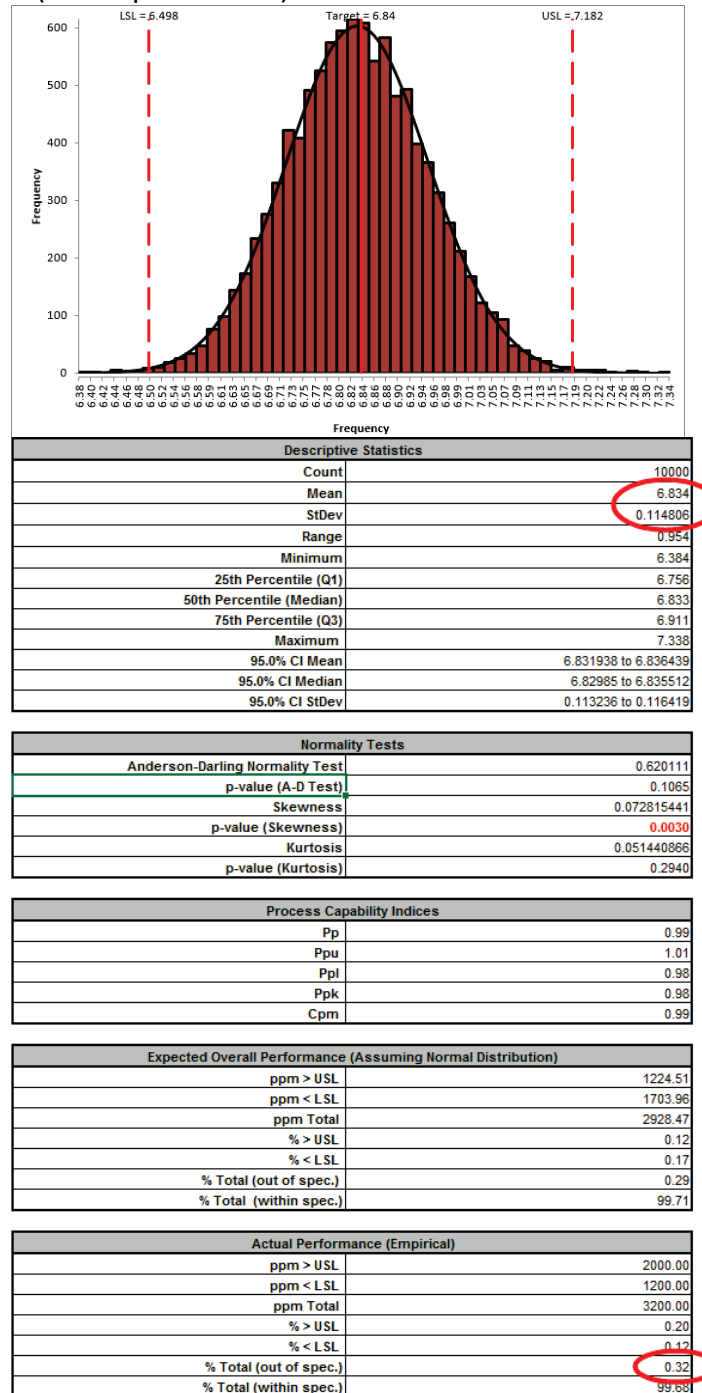 LSL = 6.498 Target = 6.84 USL = 7.182
600
500
400
300
200
100
0
Frequency
6.38 6.40 6.42 6.44 6.46 6.48 6.50 6.52 6.54 6.56 6.58 6.59 6.61 6.63 6.65 6.67 6.69 6.71 6.73 6.75 6.77 6.78 6.80 6.82 6.84 6.86 6.88 6.90 6.92 6.94 6.96 6.98 6.99 7.01 7.03 7.05 7.07 7.09 7.11 7.13 7.15 7.17 7.19 7.20 7.22 7.24 7.26 7.28 7.30 7.32 7.34
Frequency
Descriptive Statistics
Count 10000
Mean 6.834
StDev 0.114806
Range 0.954
Minimum 6.384
25th Percentile (Q1) 6.756
50th Percentile (Median) 6.833
75th Percentile (Q3) 6.911
Maximum 7.338
95.0% CI Mean 6.831938 to 6.836439
95.0% CI Median 6.82985 to 6.835512
95.0% CI StDev 0.113236 to 0.116419
Normality Tests
Anderson-Darling Normality Test 0.620111
p-value (A-D Test) 0.1065
Skewness 0.072815441
p-value (Skewness) 0.0030
Kurtosis 0.051440866
p-value (Kurtosis) 0.2940
Process Capability Indices
Pp 0.99
Ppu 1.01
Ppl 0.98
Ppk 0.98
Cpm 0.99
Expected Overall Performance (Assuming Normal Distribution)
ppm > USL 1224.51
ppm < LSL 1703.96
ppm Total 2928.47
% > USL 0.12
% < LSL 0.17
% Total (out of spec.) 0.29
% Total (within spec.) 99.71
Actual Performance (Empirical)
ppm > USL 2000.00
ppm < LSL 1200.00
ppm Total 3200.00
% > USL 0.20
% < LSL 0.12
% Total (out of spec.) 0.32
% Total (within spec.) 99.68